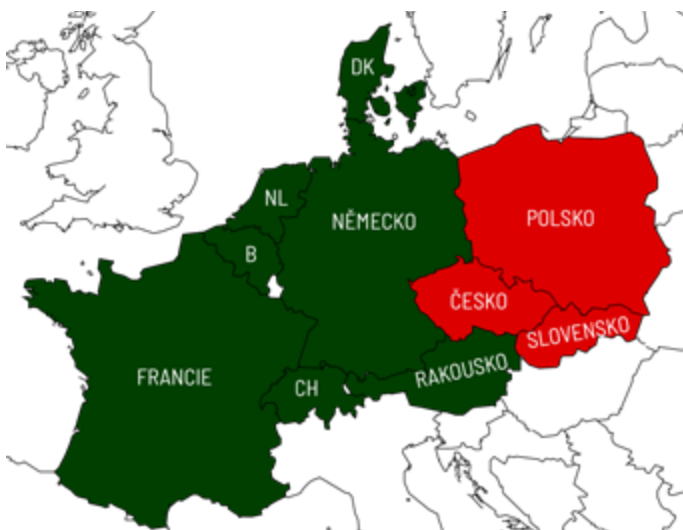 DK
NL
NĚMECKO
POLSKO
B
ČESKO
SLOVENSKO
FRANCIE
CH
RAKOUSKO